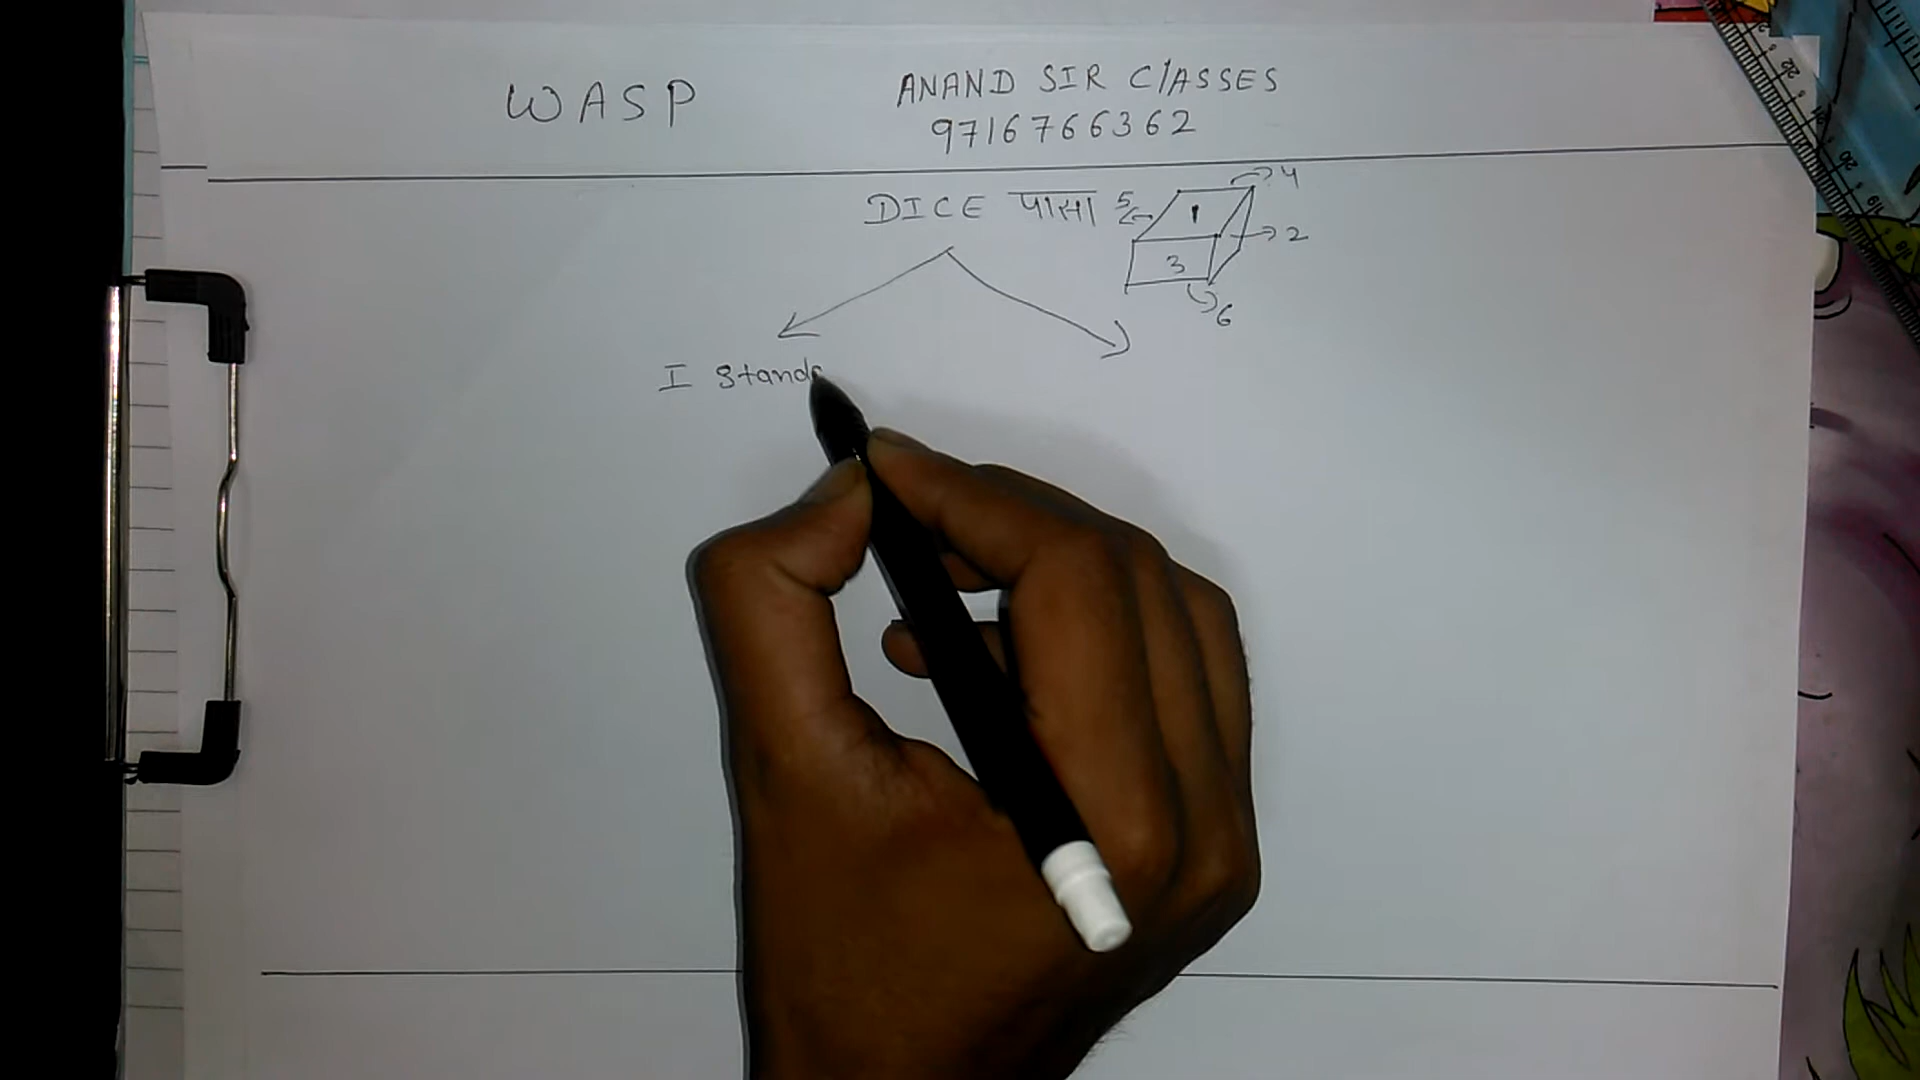 WASP
ANAND SIR ClASSES
9716766362
DICE पासा
5
4
1
2
3
6
I Stand